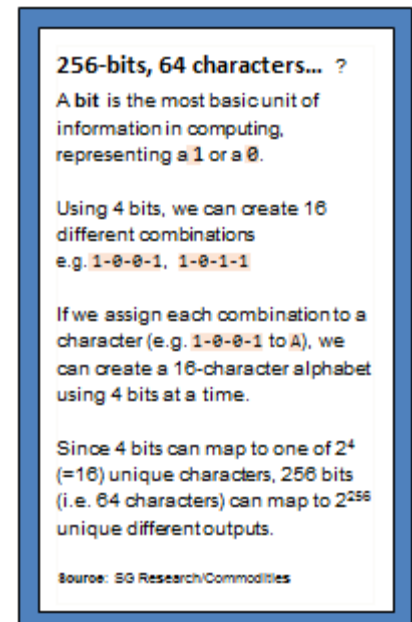 256-bits, 64 characters... ?
A bit is the most basic unit of
information in computing,
representing a 1 or a 0.
Using 4 bits, we can create 16
different combinations
e.g. 1-0-0-1, 1-0-1-1
If we assign each combination to a
character (e.g. 1-0-0-1 to A), we
can create a 16-character alphabet
using 4 bits at a time.
Since 4 bits can map to one of 2⁴
(=16) unique characters, 256 bits
(i.e. 64 characters) can map to 2²⁵⁶
unique different outputs.
Source: SG Research/Commodities